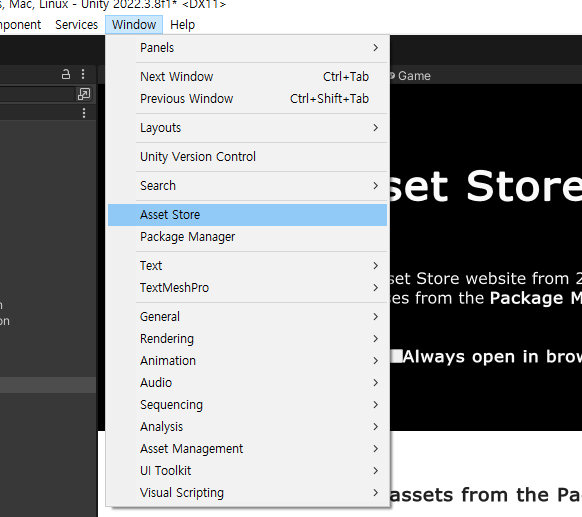 s, Mac, Linux - Unity 2022.3.8f1* <DX11>
mponent Services Window Help
Panels
Game
Next Window Ctrl+Tab
Previous Window Ctrl+Shift+Tab
Layouts
Unity Version Control
Search
set Store
Asset Store
Package Manager
Text
set Store website from 2
TextMeshPro
ses from the Package M
n
General
on
Rendering
Always open in brow
Animation
Audio
Sequencing
Analysis
Asset Management
UI Toolkit
Visual Scripting
assets from the Pa